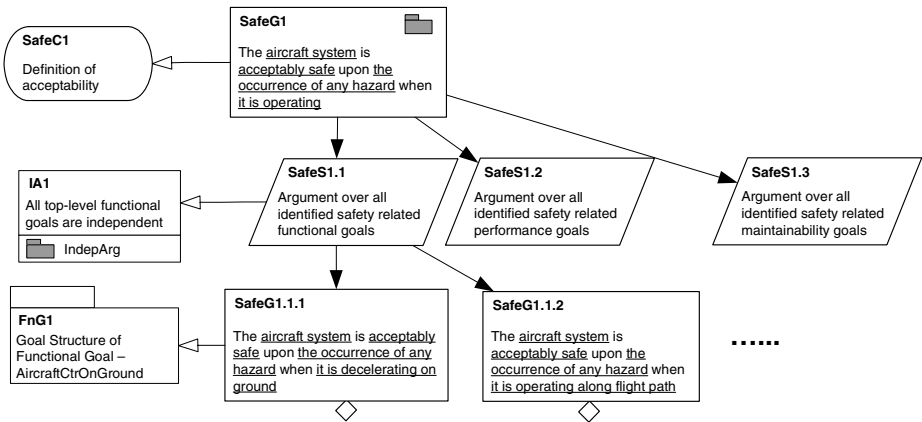 SafeG1
The aircraft system is
acceptably safe upon the
occurrence of any hazard when
it is operating
SafeC1
Definition of
acceptability
SafeS1.1
Argument over all
identified safety related
functional goals
SafeS1.2
Argument over all
identified safety related
performance goals
SafeS1.3
Argument over all
identified safety related
maintainability goals
IA1
All top-level functional
goals are independent
IndepArg
FnG1
Goal Structure of
Functional Goal –
AircraftCtrOnGround
SafeG1.1.1
The aircraft system is acceptably
safe upon the occurrence of any
hazard when it is decelerating on
ground
SafeG1.1.2
The aircraft system is
acceptably safe upon the
occurrence of any hazard when
it is operating along flight path
......